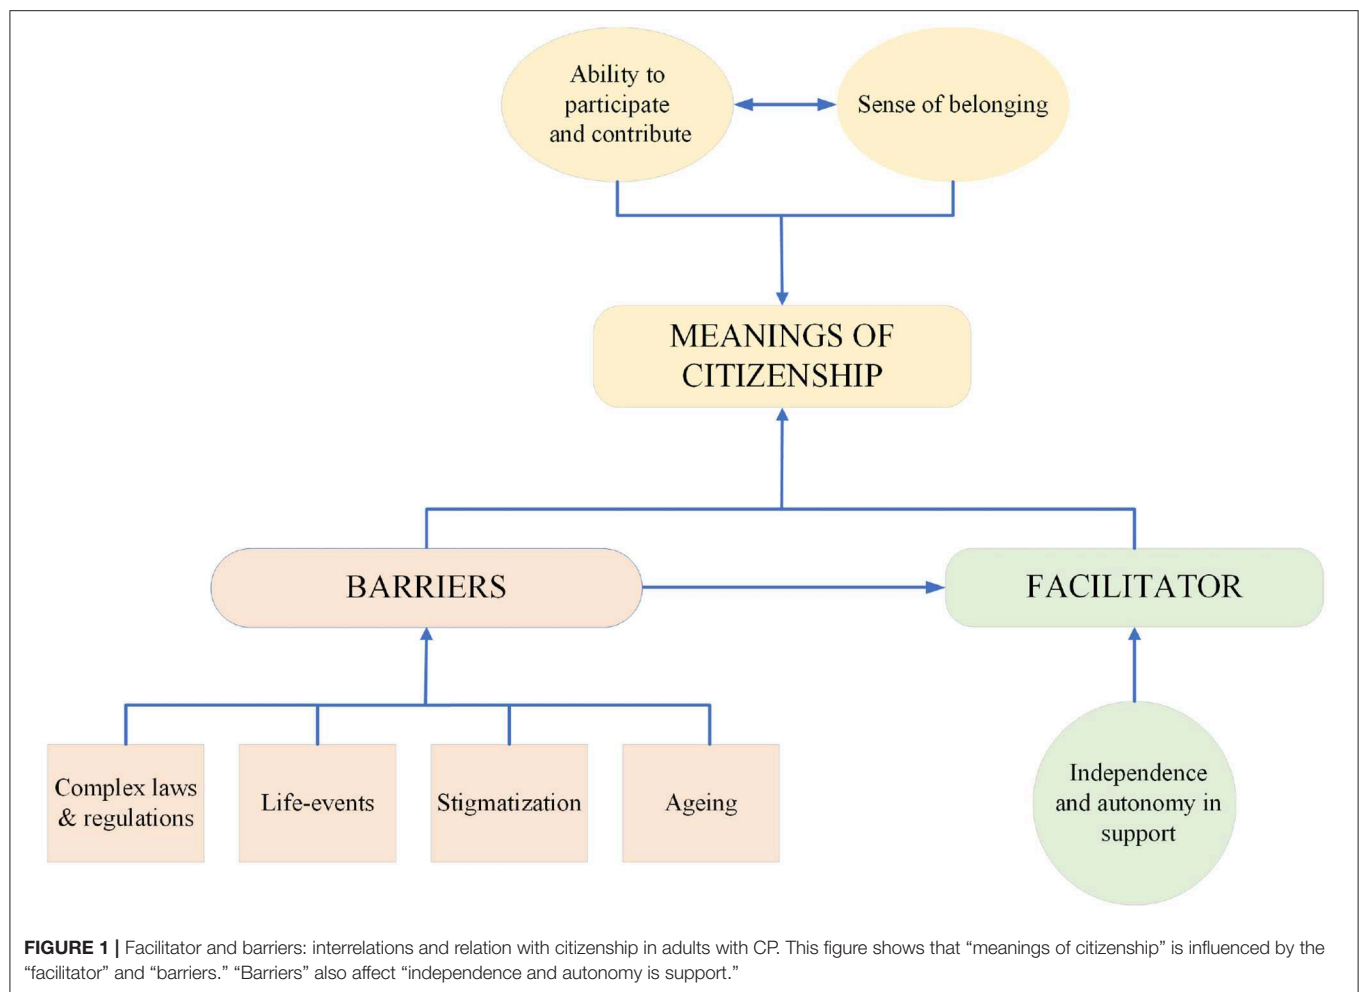 Ability to
participate
and contribute
Sense of belonging
MEANINGS OF
CITIZENSHIP
BARRIERS
FACILITATOR
Complex laws
& regulations
Life-events
Stigmatization
Ageing
Independence
and autonomy in
support
FIGURE 1 | Facilitator and barriers: interrelations and relation with citizenship in adults with CP. This figure shows that “meanings of citizenship” is influenced by the
“facilitator” and “barriers.” “Barriers” also affect “independence and autonomy is support.”